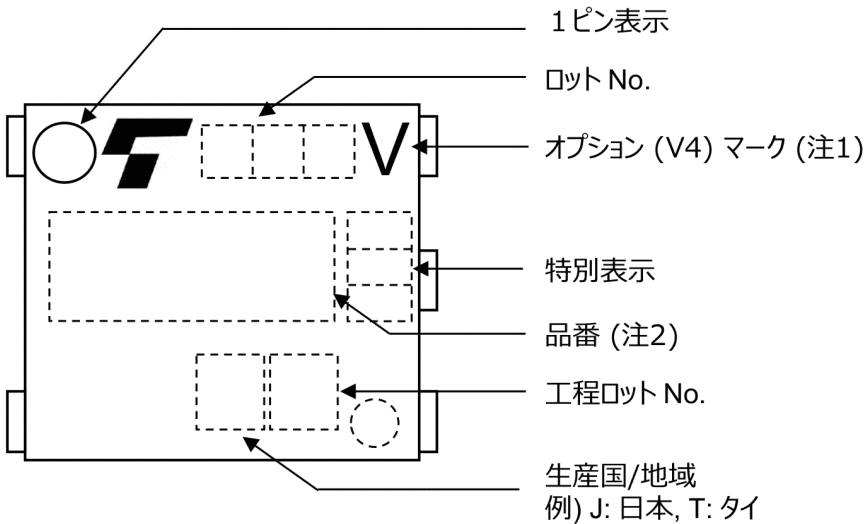 1ピン表示
ロット No.
V
オプション (V4) マーク (注1)
特別表示
品番 (注2)
工程ロット No.
生産国/地域
例) J: 日本, T: タイ